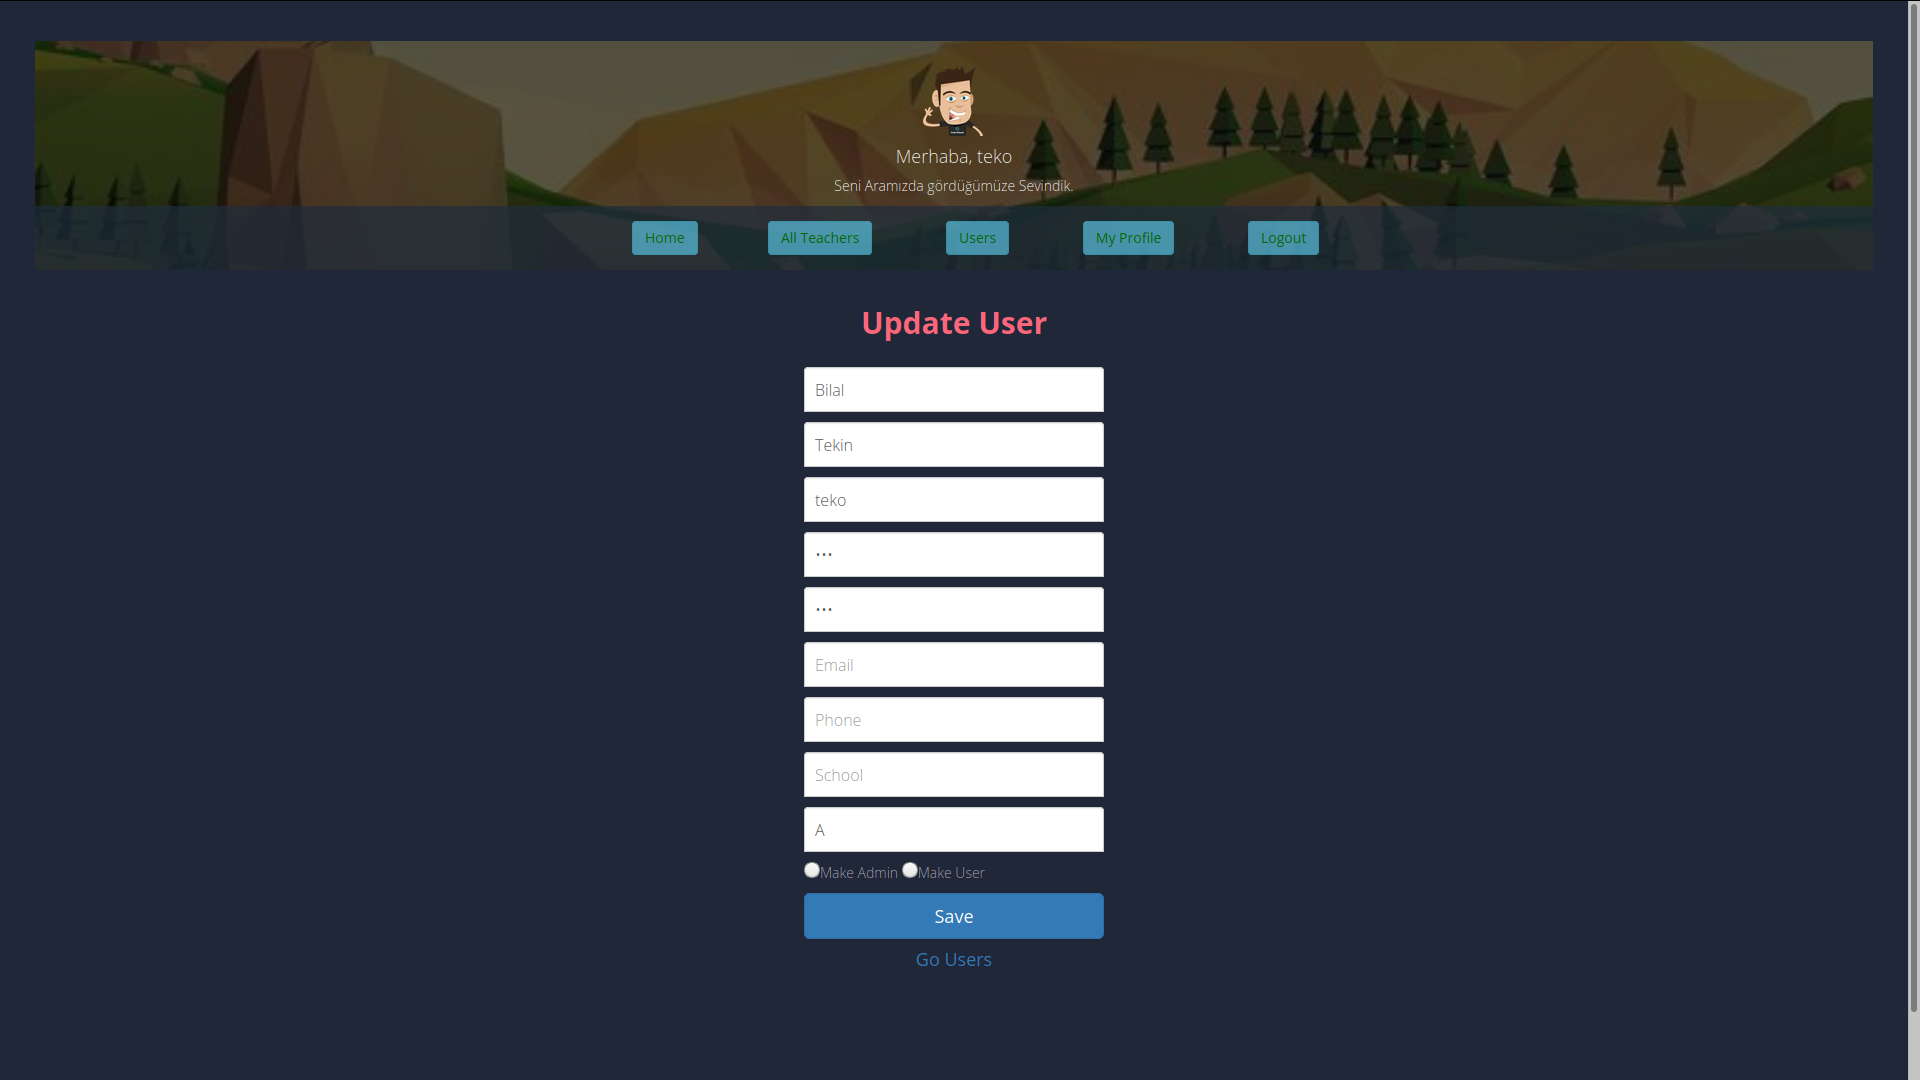 Merhaba, teko
Seni Aramızda gördüğümüze Sevindik.
Home All Teachers Users My Profile Logout
Update User
Bilal
Tekin
teko
•••
•••
Email
Phone
School
A
Make Admin Make User
Save
Go Users